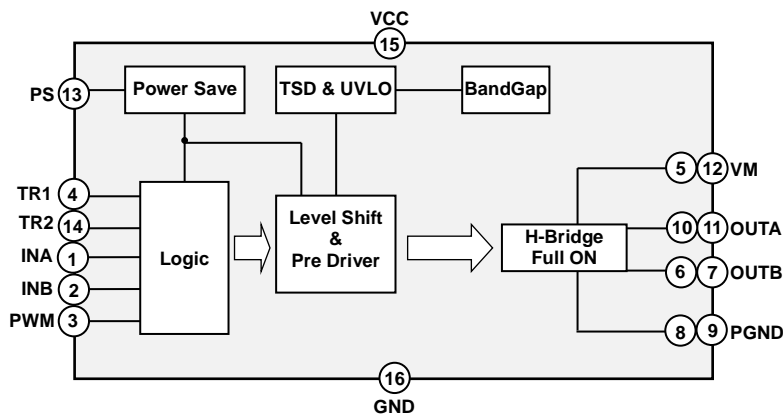 VCC
15
PS 13
Power Save
TSD & UVLO
BandGap
TR1 4
TR2 14
INA 1
INB 2
PWM 3
Logic
Level Shift
&
Pre Driver
H-Bridge
Full ON
5 12 VM
10 11 OUTA
6 7 OUTB
8 9 PGND
16
GND